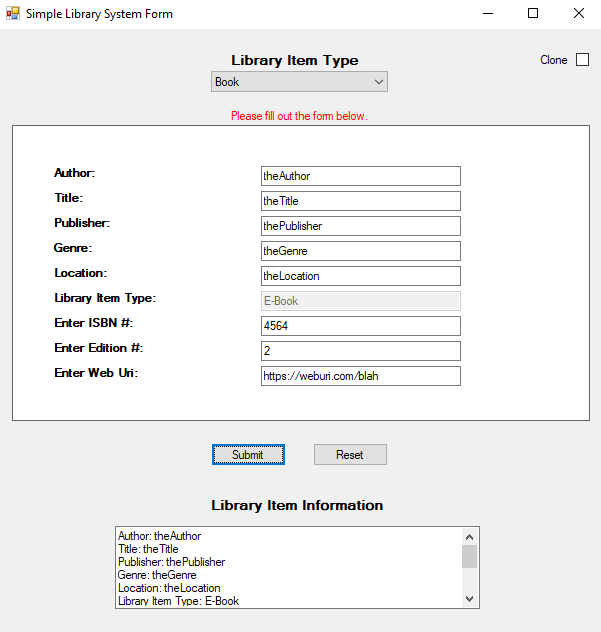 Simple Library System Form
Library Item Type
Clone
Book
Please fill out the form below.
Author: theAuthor
Title: theTitle
Publisher: thePublisher
Genre: theGenre
Location: theLocation
Library Item Type: E-Book
Enter ISBN #: 4564
Enter Edition #: 2
Enter Web Uri: https://weburi.com/blah
Submit Reset
Library Item Information
Author: theAuthor
Title: theTitle
Publisher: thePublisher
Genre: theGenre
Location: theLocation
Library Item Type: E-Book